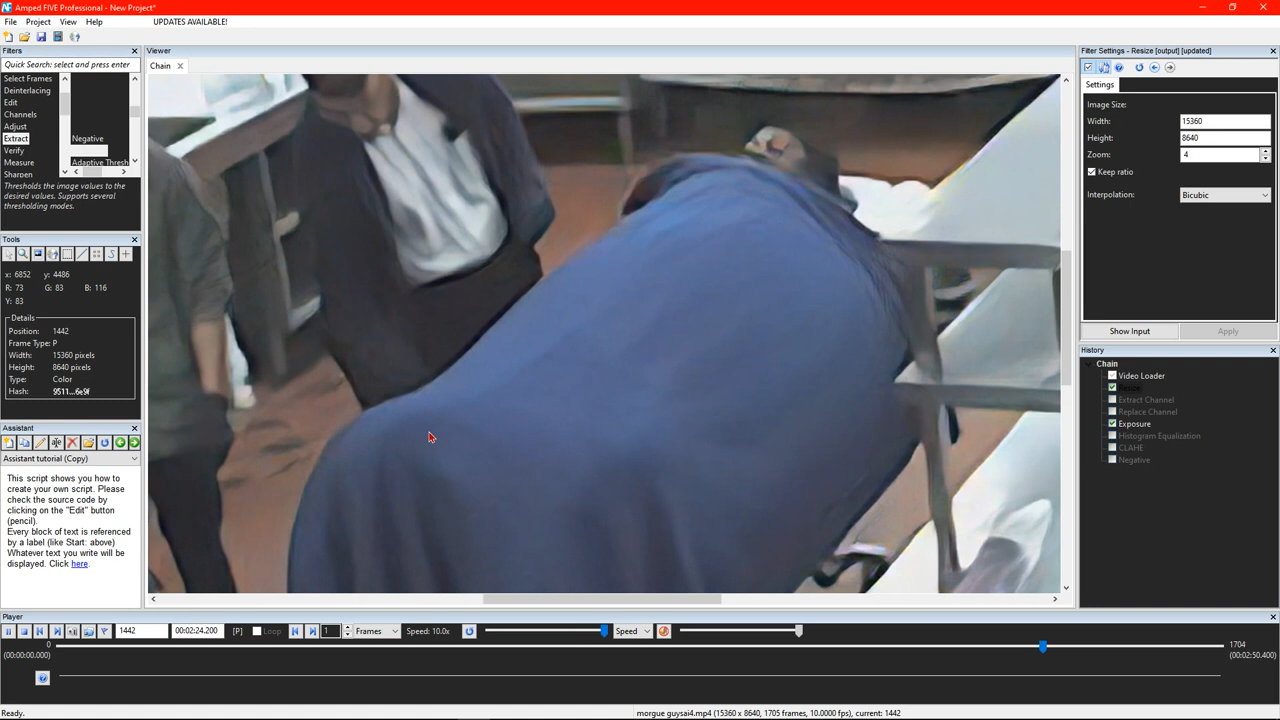 Amped FIVE Professional - New Project*
File Project View Help UPDATES AVAILABLE!
Filters
Quick Search: select and press enter
Select Frames
Deinterlacing
Edit
Channels
Adjust
Extract
Negative
Verify
Measure
Adaptive Thresh
Sharpen
Thresholds the image values to the
desired values. Supports several
thresholding modes.
Tools
x: 6852 y: 4486
R: 73 G: 83 B: 116
Y: 83
Details
Position: 1442
Frame Type: P
Width: 15360 pixels
Height: 8640 pixels
Type: Color
Hash: 9511...6e9f
Assistant
Assistant tutorial (Copy)
This script shows you how to
create your own script. Please
check the source code by
clicking on the "Edit" button
(pencil).
Every block of text is referenced
by a label (like Start: above)
Whatever text you write will be
displayed. Click here.
Viewer
Chain
Filter Settings - Resize [output] [updated]
Settings
Image Size:
Width: 15360
Height: 8640
Zoom: 4
Keep ratio
Interpolation: Bicubic
Show Input Apply
History
Chain
Video Loader
Resize
Extract Channel
Replace Channel
Exposure
Histogram Equalization
CLAHE
Negative
Player
1442 00:02:24.200 [P] Loop 1 Frames Speed: 10.0x Speed
0 1704
(00:00:00.000) (00:02:50.400)
Ready. morgue guysai4.mp4 (15360 x 8640, 1705 frames, 10.0000 fps), current: 1442